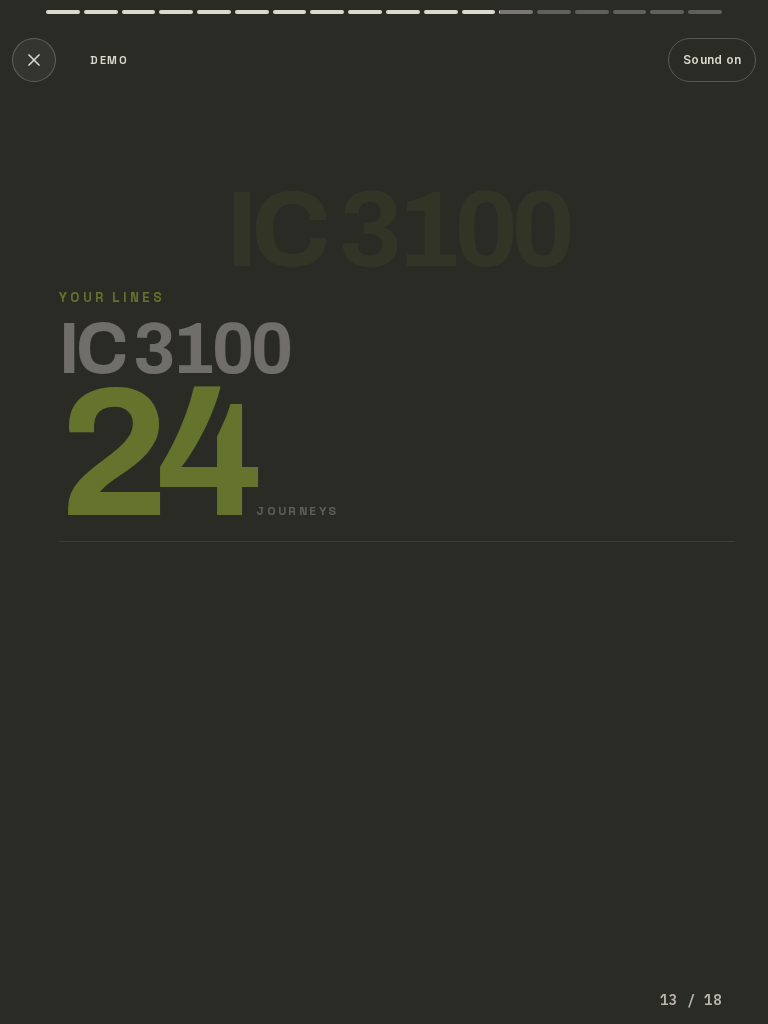 DEMO
Sound on
IC 3100
YOUR LINES
IC 3100
24
JOURNEYS
13 / 18